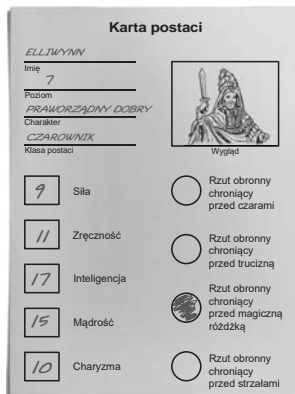 Karta postaci
ELLIWYNN
Imię
7
Poziom
PRAWORZĄDNY DOBRY
Charakter
CZAROWNIK
Klasa postaci
Wygląd
9 Siła
Rzut obronny
chroniący
przed czarami
11 Zręczność
Rzut obronny
chroniący
przed trucizną
17 Inteligencja
Rzut obronny
chroniący
przed magiczną
różdżką
15 Mądrość
10 Charyzma
Rzut obronny
chroniący
przed strzałami